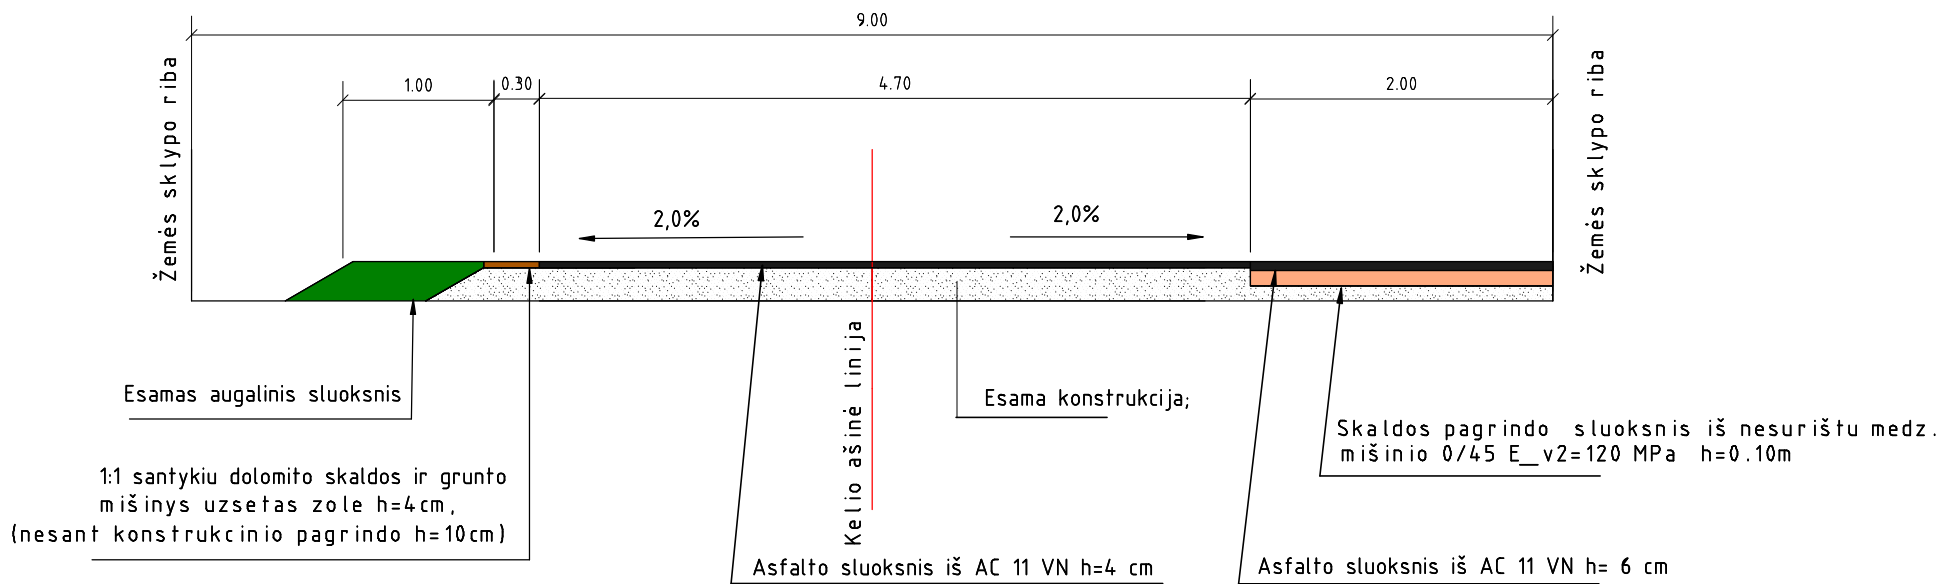 9.00
1.00
0.30
4.70
2.00
Žemės sklypo riba
Žemės sklypo riba
2,0%
2,0%
Kelio ašinė linija
Esamas augalinis sluoksnis
Esama konstrukcija;
1:1 santykiu dolomito skaldos ir grunto
mišinys uzsetas zole h=4cm,
(nesant konstrukcinio pagrindo h=10cm)
Skaldos pagrindo sluoksnis iš nesurištu medz.
mišinio 0/45 E_v2=120 MPa h=0.10m
Asfalto sluoksnis iš AC 11 VN h=4 cm
Asfalto sluoksnis iš AC 11 VN h= 6 cm